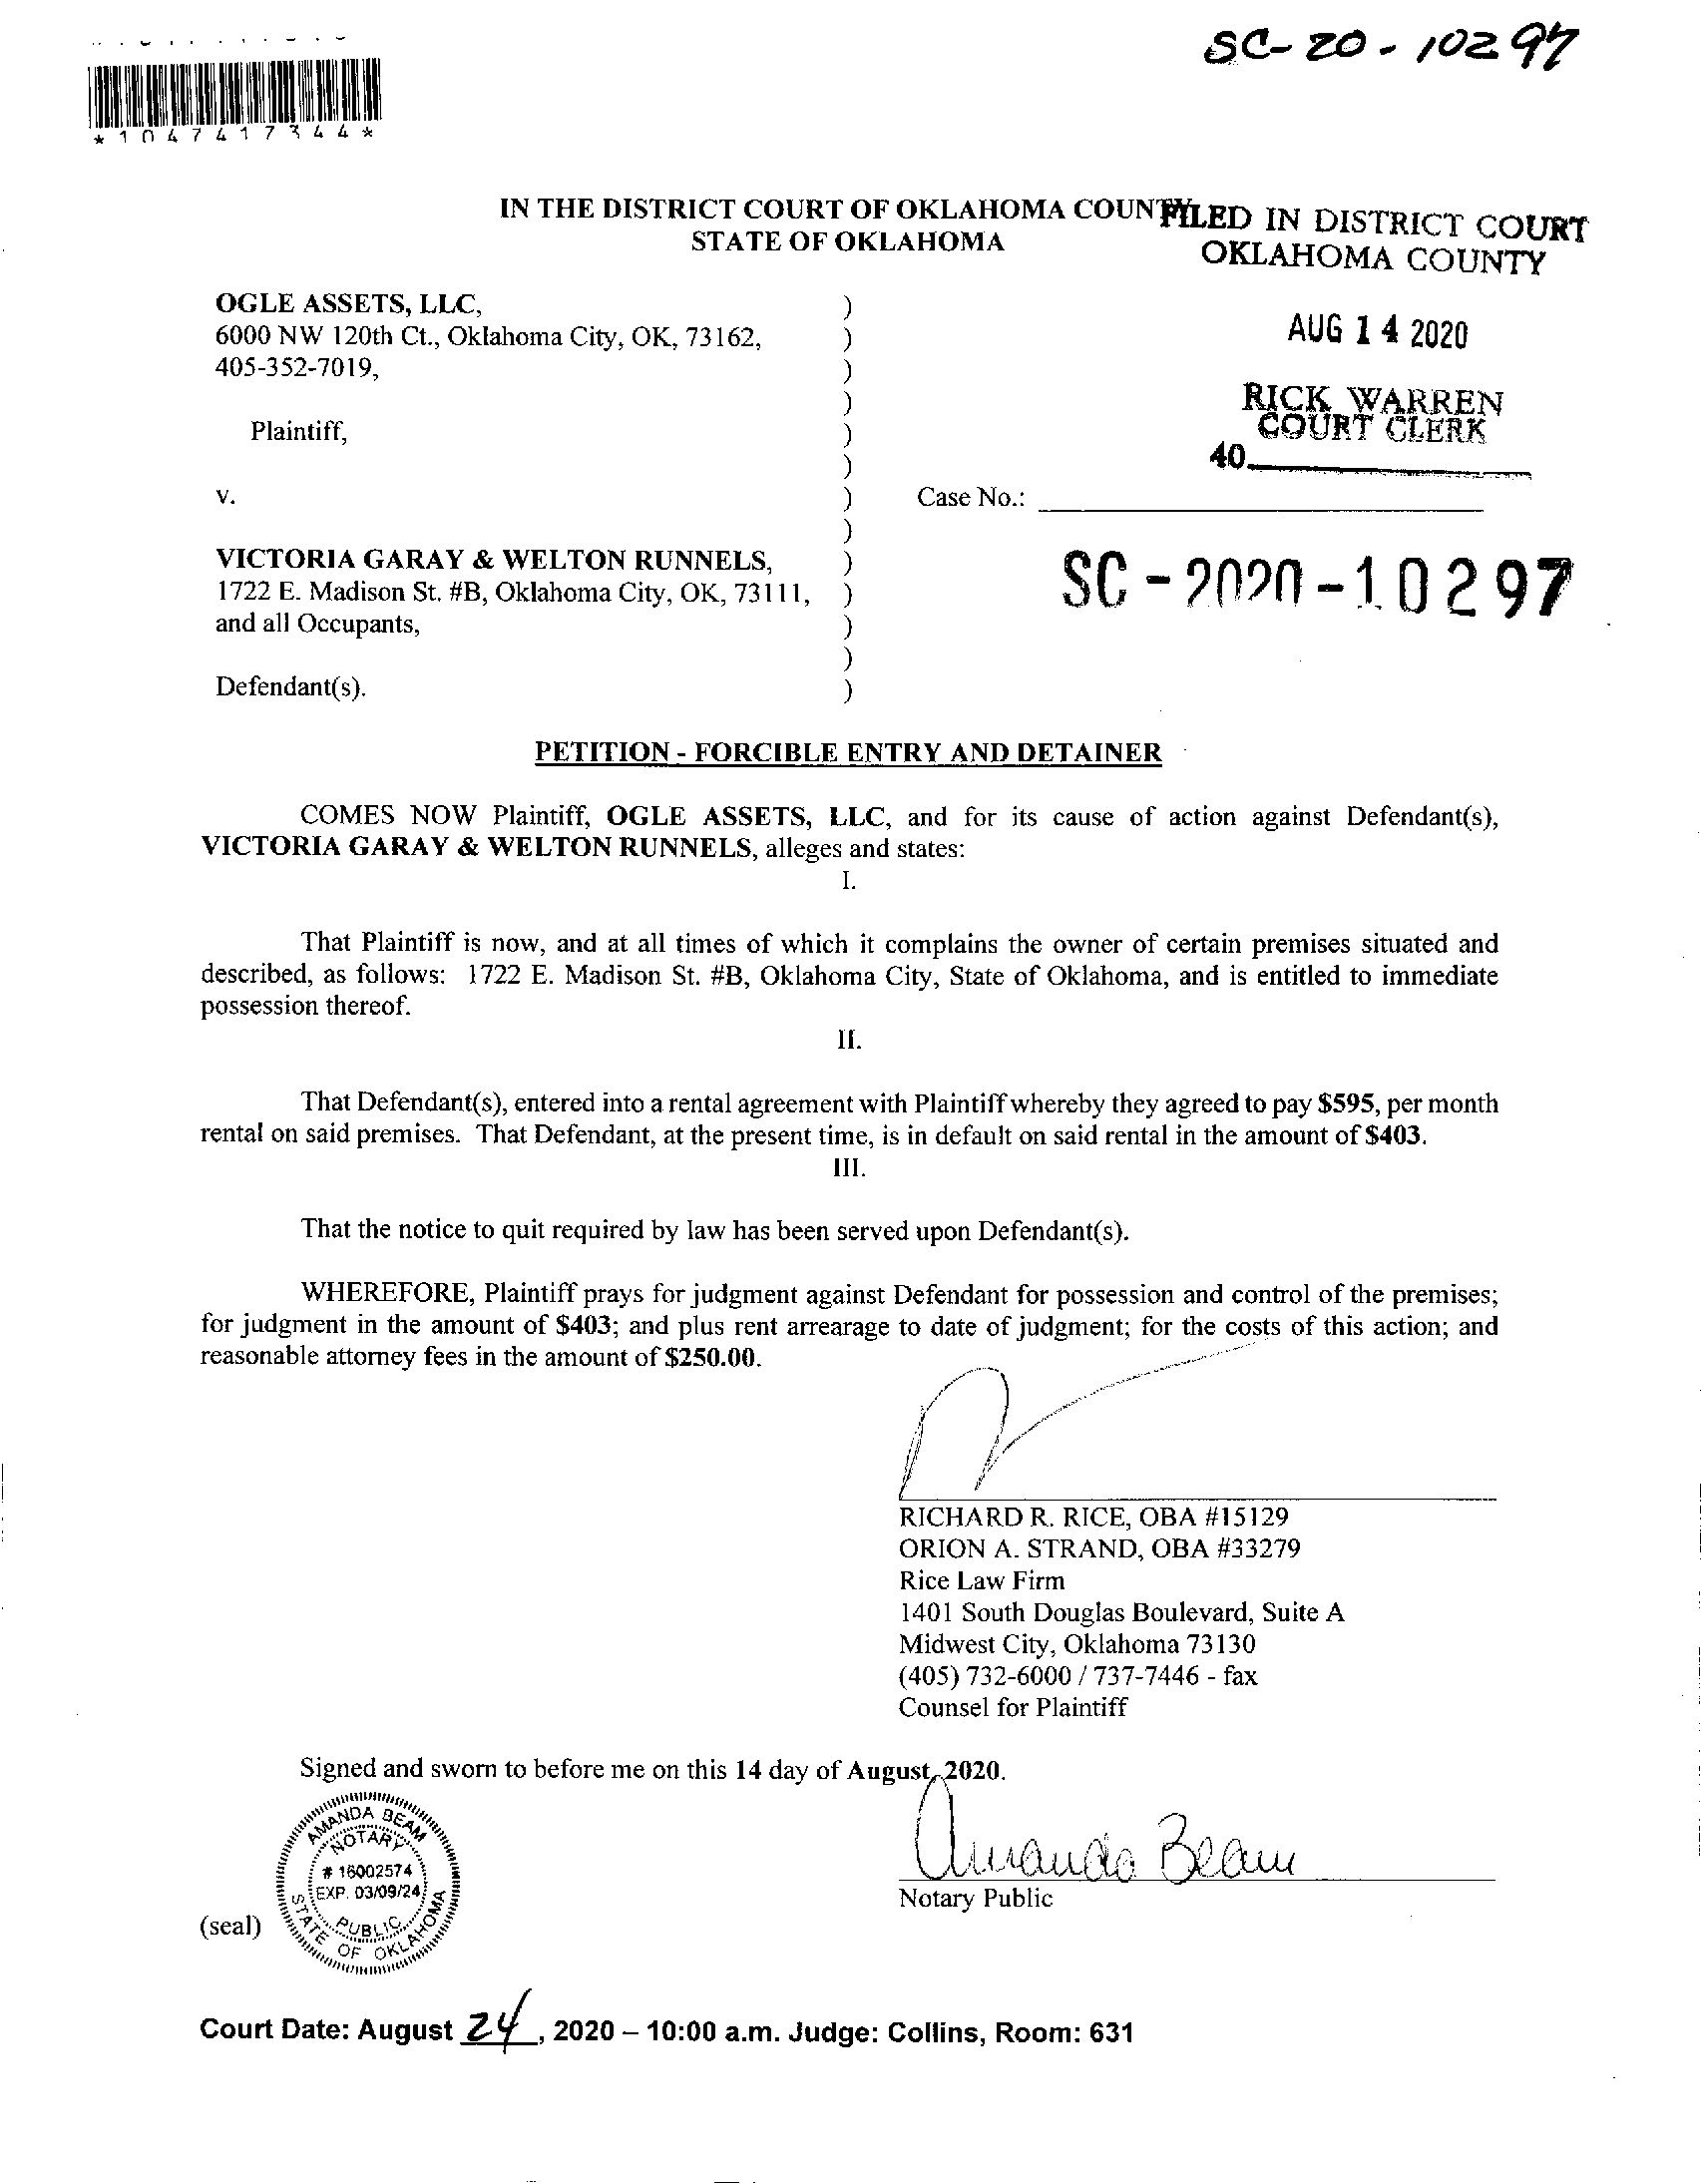 SC-20-10297
*1047417344*
IN THE DISTRICT COURT OF OKLAHOMA COUNTY
STATE OF OKLAHOMA
FILED IN DISTRICT COURT
OKLAHOMA COUNTY
AUG 14 2020
RICK WARREN
COURT CLERK
40
OGLE ASSETS, LLC, )
6000 NW 120th Ct., Oklahoma City, OK, 73162, )
405-352-7019, )
)
Plaintiff, )
)
v. ) Case No.:
)
VICTORIA GARAY & WELTON RUNNELS, )
1722 E. Madison St. #B, Oklahoma City, OK, 73111, )
and all Occupants, )
)
Defendant(s). )
SC-2020-10297
PETITION - FORCIBLE ENTRY AND DETAINER
COMES NOW Plaintiff, OGLE ASSETS, LLC, and for its cause of action against Defendant(s),
VICTORIA GARAY & WELTON RUNNELS, alleges and states:
I.
That Plaintiff is now, and at all times of which it complains the owner of certain premises situated and
described, as follows: 1722 E. Madison St. #B, Oklahoma City, State of Oklahoma, and is entitled to immediate
possession thereof.
II.
That Defendant(s), entered into a rental agreement with Plaintiff whereby they agreed to pay $595, per month
rental on said premises. That Defendant, at the present time, is in default on said rental in the amount of $403.
III.
That the notice to quit required by law has been served upon Defendant(s).
WHEREFORE, Plaintiff prays for judgment against Defendant for possession and control of the premises;
for judgment in the amount of $403; and plus rent arrearage to date of judgment; for the costs of this action; and
reasonable attorney fees in the amount of $250.00.
RICHARD R. RICE, OBA #15129
ORION A. STRAND, OBA #33279
Rice Law Firm
1401 South Douglas Boulevard, Suite A
Midwest City, Oklahoma 73130
(405) 732-6000 / 737-7446 - fax
Counsel for Plaintiff
Signed and sworn to before me on this 14 day of August, 2020.
Amanda Beam
Notary Public
AMANDA BEAM
NOTARY
# 16002574
EXP. 03/09/24
PUBLIC
STATE OF OKLAHOMA
(seal)
Court Date: August 24, 2020 – 10:00 a.m. Judge: Collins, Room: 631